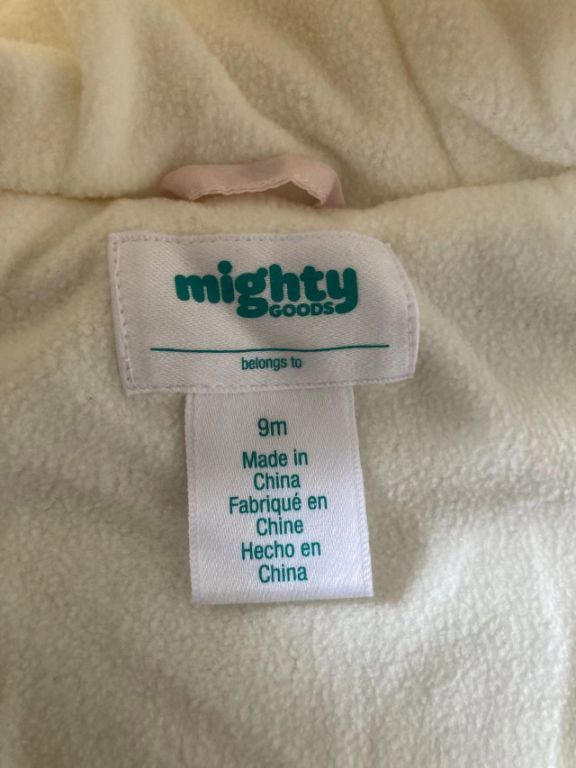 mighty
GOODS
belongs to
9m
Made in
China
Fabriqué en
Chine
Hecho en
China